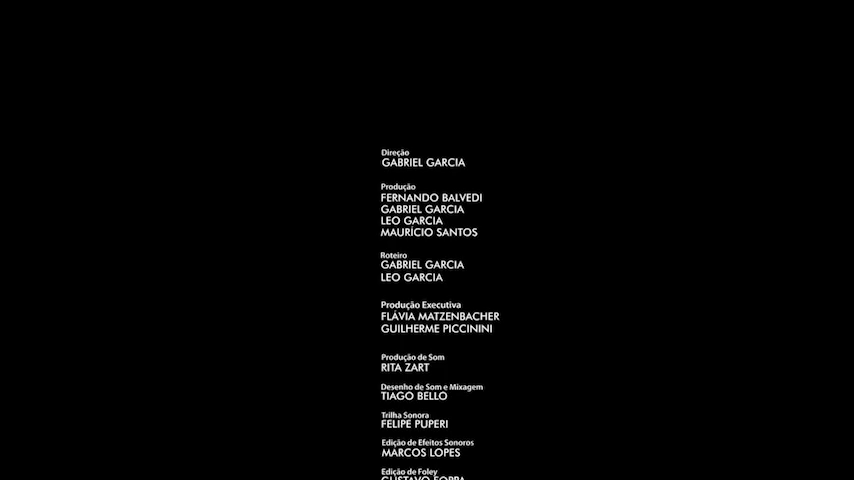 Direção
GABRIEL GARCIA
Produção
FERNANDO BALVEDI
GABRIEL GARCIA
LEO GARCIA
MAURÍCIO SANTOS
Roteiro
GABRIEL GARCIA
LEO GARCIA
Produção Executiva
FLÁVIA MATZENBACHER
GUILHERME PICCININI
Produção de Som
RITA ZART
Desenho de Som e Mixagem
TIAGO BELLO
Trilha Sonora
FELIPE PUPERI
Edição de Efeitos Sonoros
MARCOS LOPES
Edição de Foley
GUSTAVO FOPPA